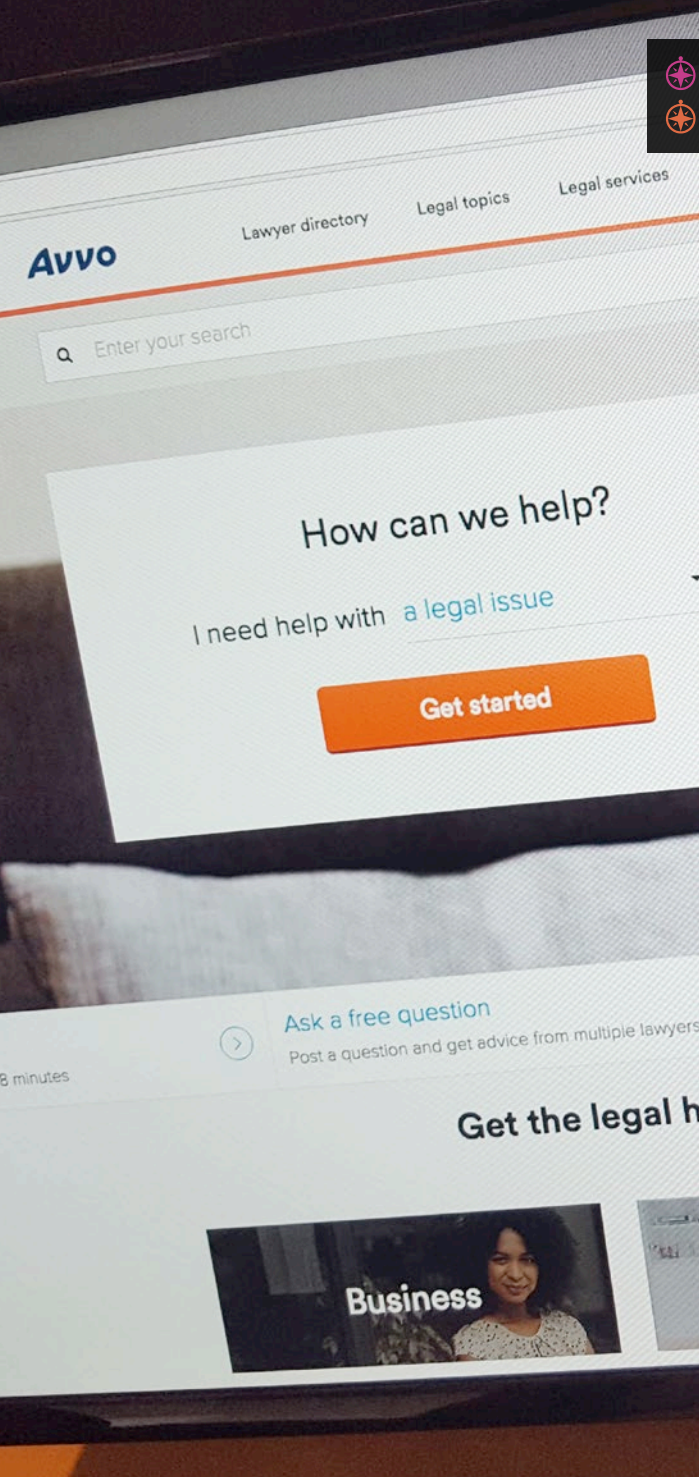 Avvo
Lawyer directory
Legal topics
Legal services
Enter your search
How can we help?
I need help with a legal issue
Get started
8 minutes
Ask a free question
Post a question and get advice from multiple lawyers
Get the legal h
Business